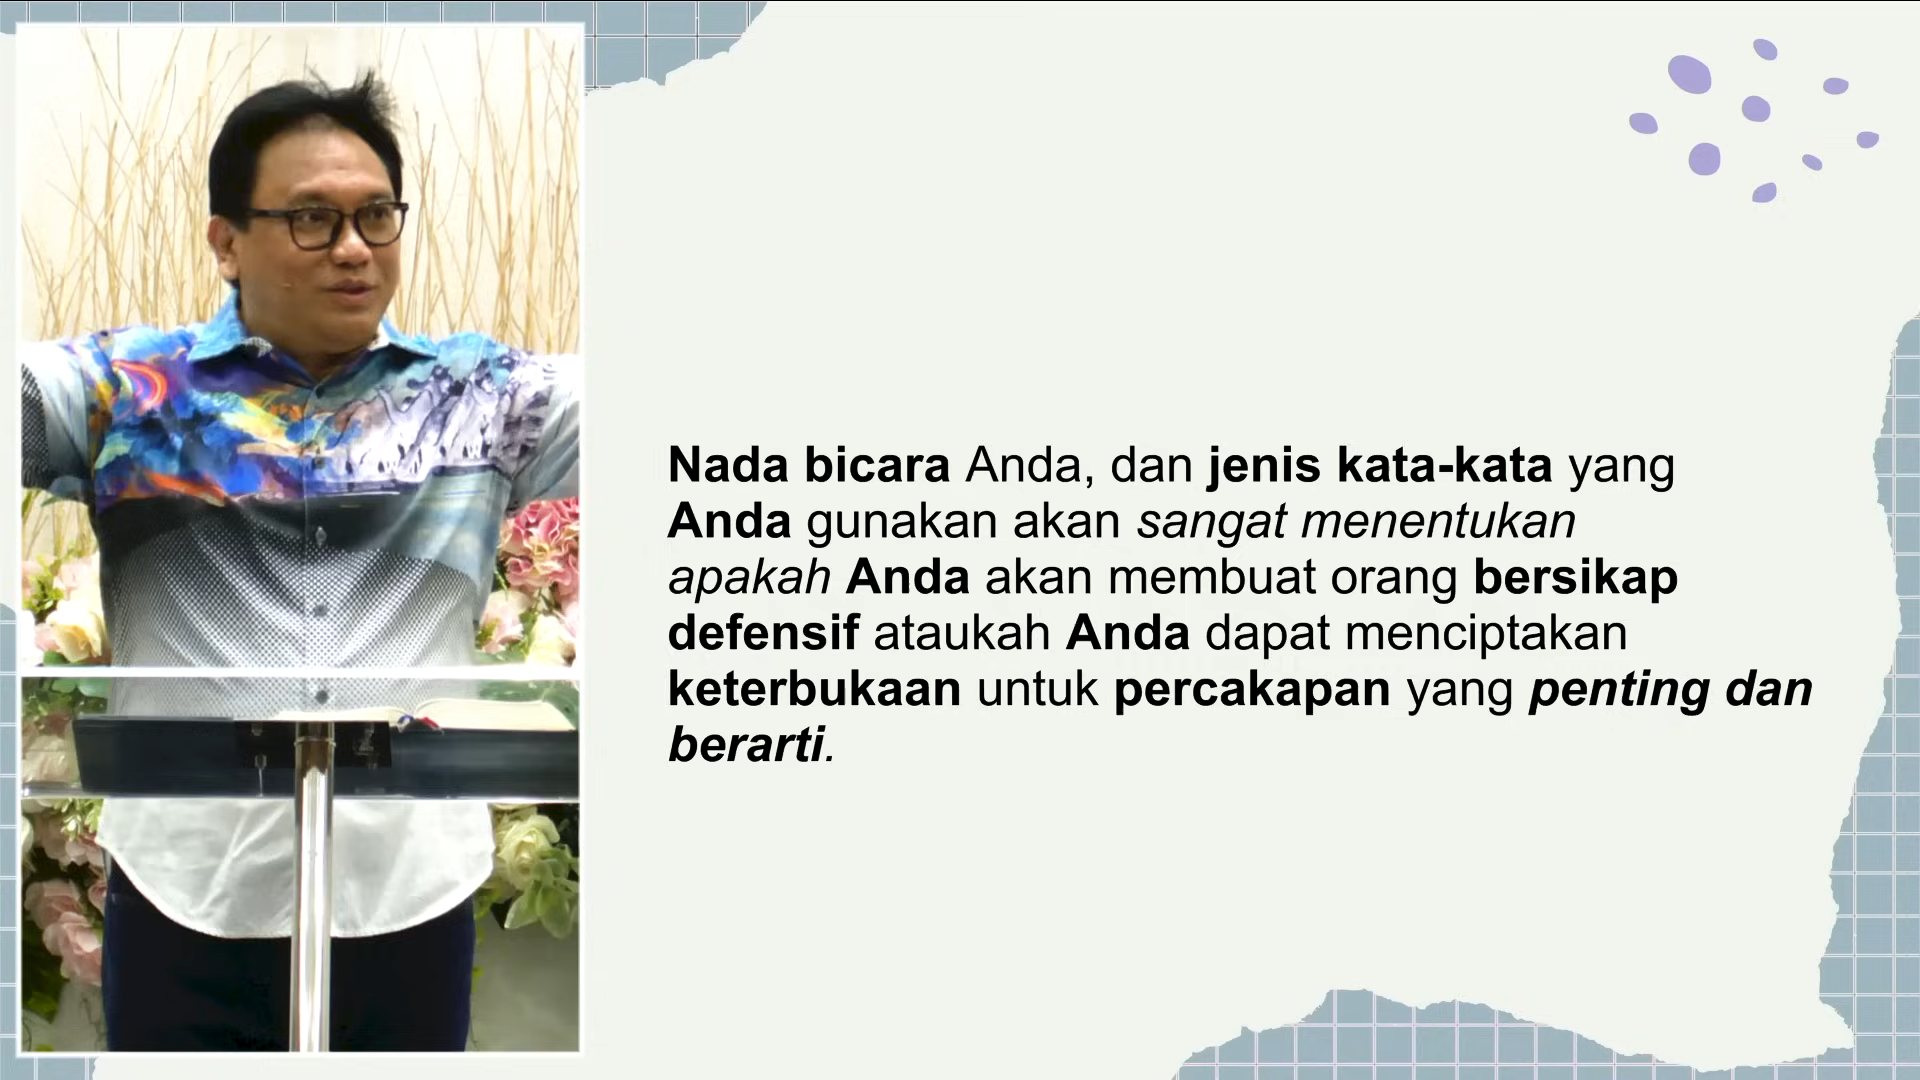 Nada bicara Anda, dan jenis kata-kata yang
Anda gunakan akan sangat menentukan
apakah Anda akan membuat orang bersikap
defensif ataukah Anda dapat menciptakan
keterbukaan untuk percakapan yang penting dan
berarti.